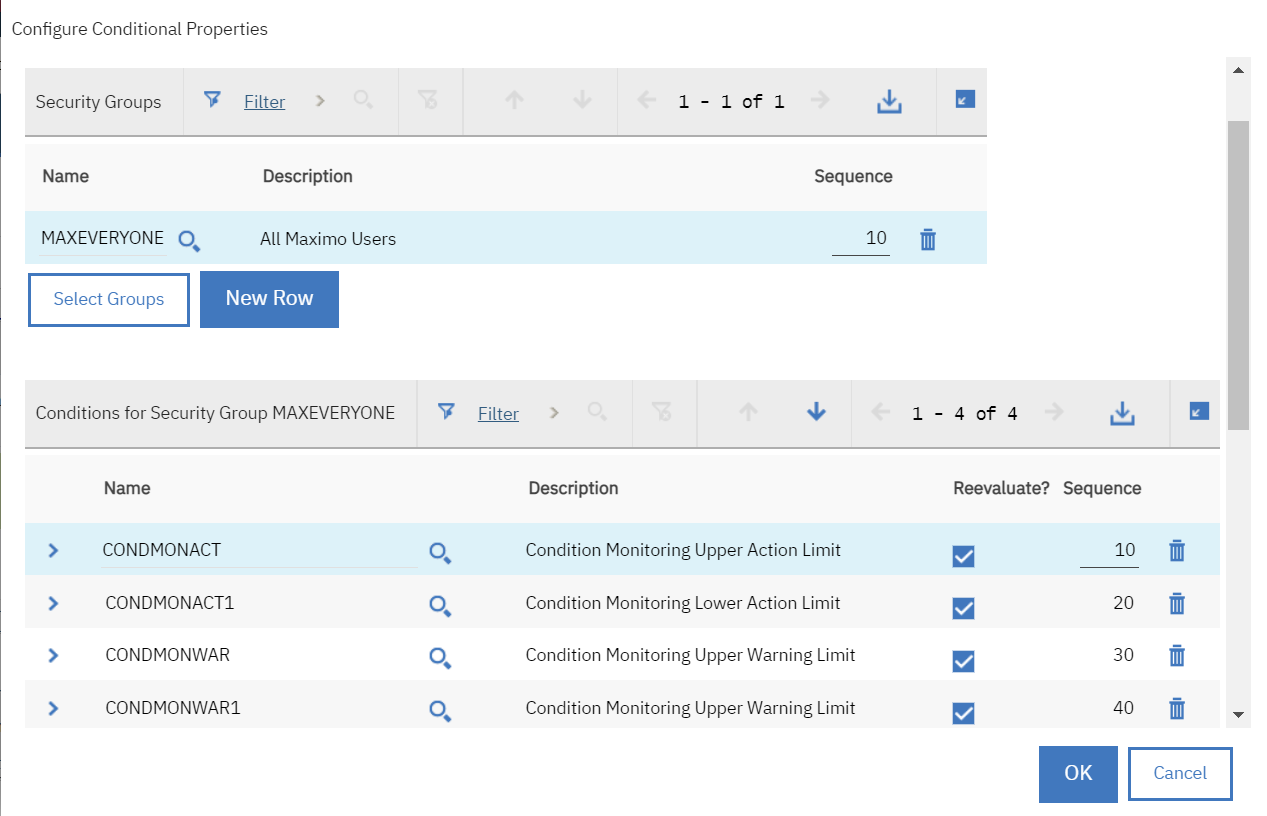 Configure Conditional Properties
Security Groups Filter 1 - 1 of 1
Name Description Sequence
MAXEVERYONE All Maximo Users 10
Select Groups New Row
Conditions for Security Group MAXEVERYONE Filter 1 - 4 of 4
Name Description Reevaluate? Sequence
CONDMONACT Condition Monitoring Upper Action Limit 10
CONDMONACT1 Condition Monitoring Lower Action Limit 20
CONDMONWAR Condition Monitoring Upper Warning Limit 30
CONDMONWAR1 Condition Monitoring Upper Warning Limit 40
OK Cancel